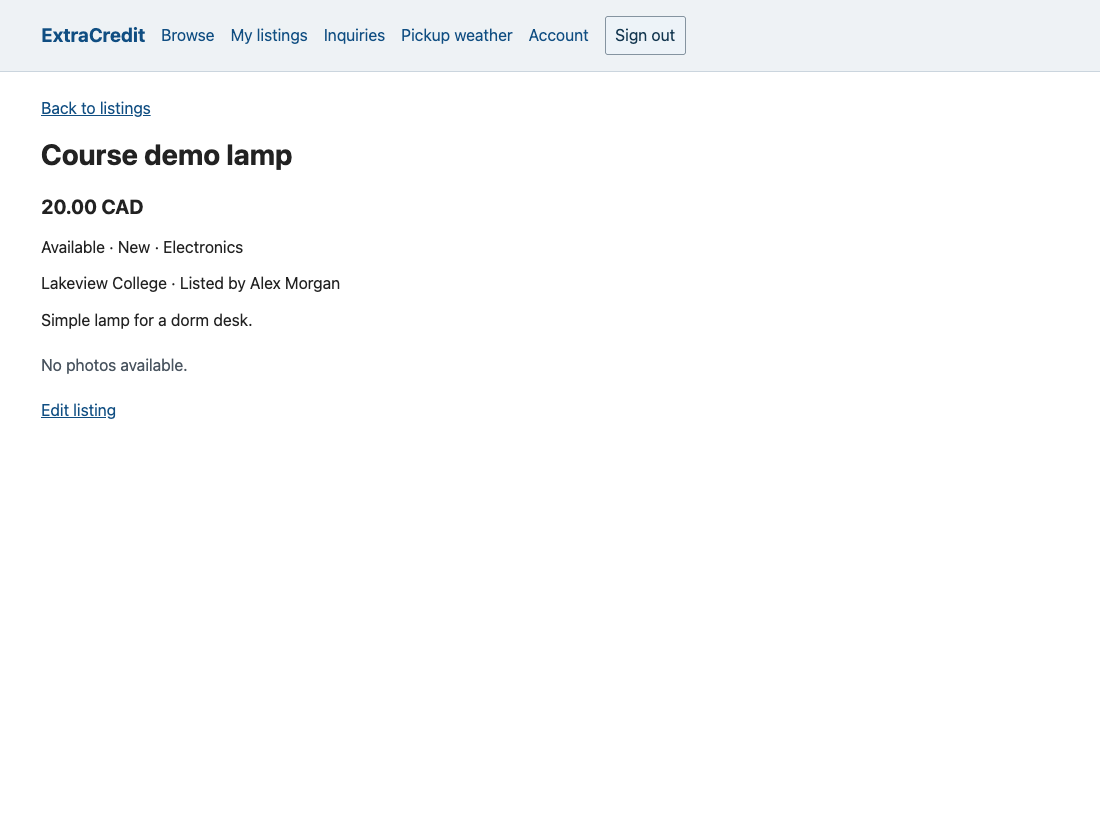 ExtraCredit Browse My listings Inquiries Pickup weather Account Sign out
Back to listings
Course demo lamp
20.00 CAD
Available · New · Electronics
Lakeview College · Listed by Alex Morgan
Simple lamp for a dorm desk.
No photos available.
Edit listing